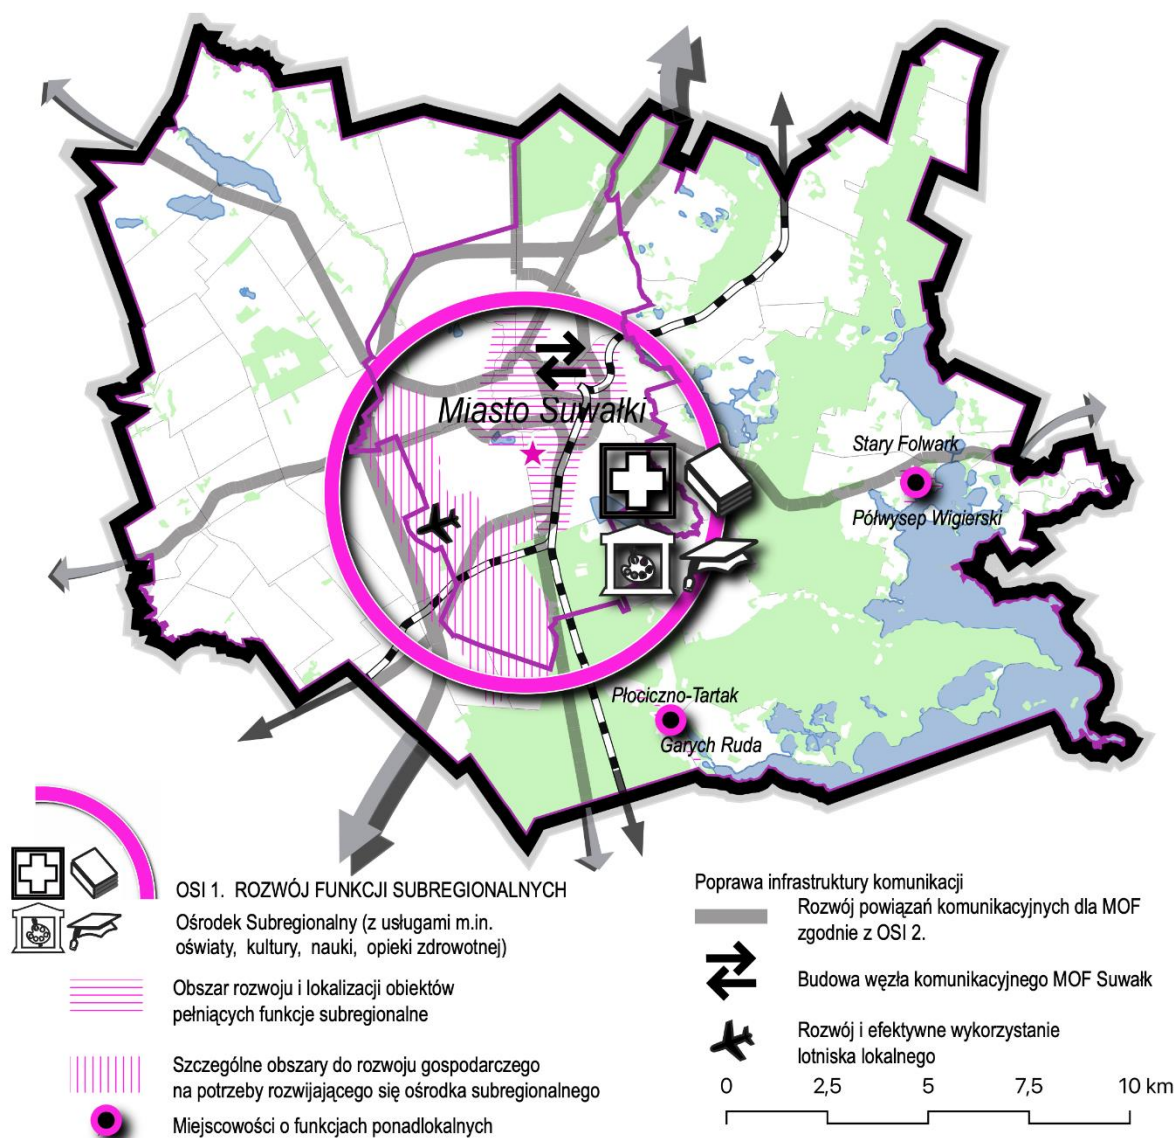 Miasto Suwałki
Stary Folwark
Półwysep Wigierski
Płociczno-Tartak
Garych Ruda
OSI 1. ROZWÓJ FUNKCJI SUBREGIONALNYCH
Ośrodek Subregionalny (z usługami m.in.
oświaty, kultury, nauki, opieki zdrowotnej)
Obszar rozwoju i lokalizacji obiektów
pełniących funkcje subregionalne
Szczególne obszary do rozwoju gospodarczego
na potrzeby rozwijającego się ośrodka subregionalnego
Miejscowości o funkcjach ponadlokalnych
Poprawa infrastruktury komunikacji
Rozwój powiązań komunikacyjnych dla MOF
zgodnie z OSI 2.
Budowa węzła komunikacyjnego MOF Suwałk
Rozwój i efektywne wykorzystanie
lotniska lokalnego
0 2,5 5 7,5 10 km